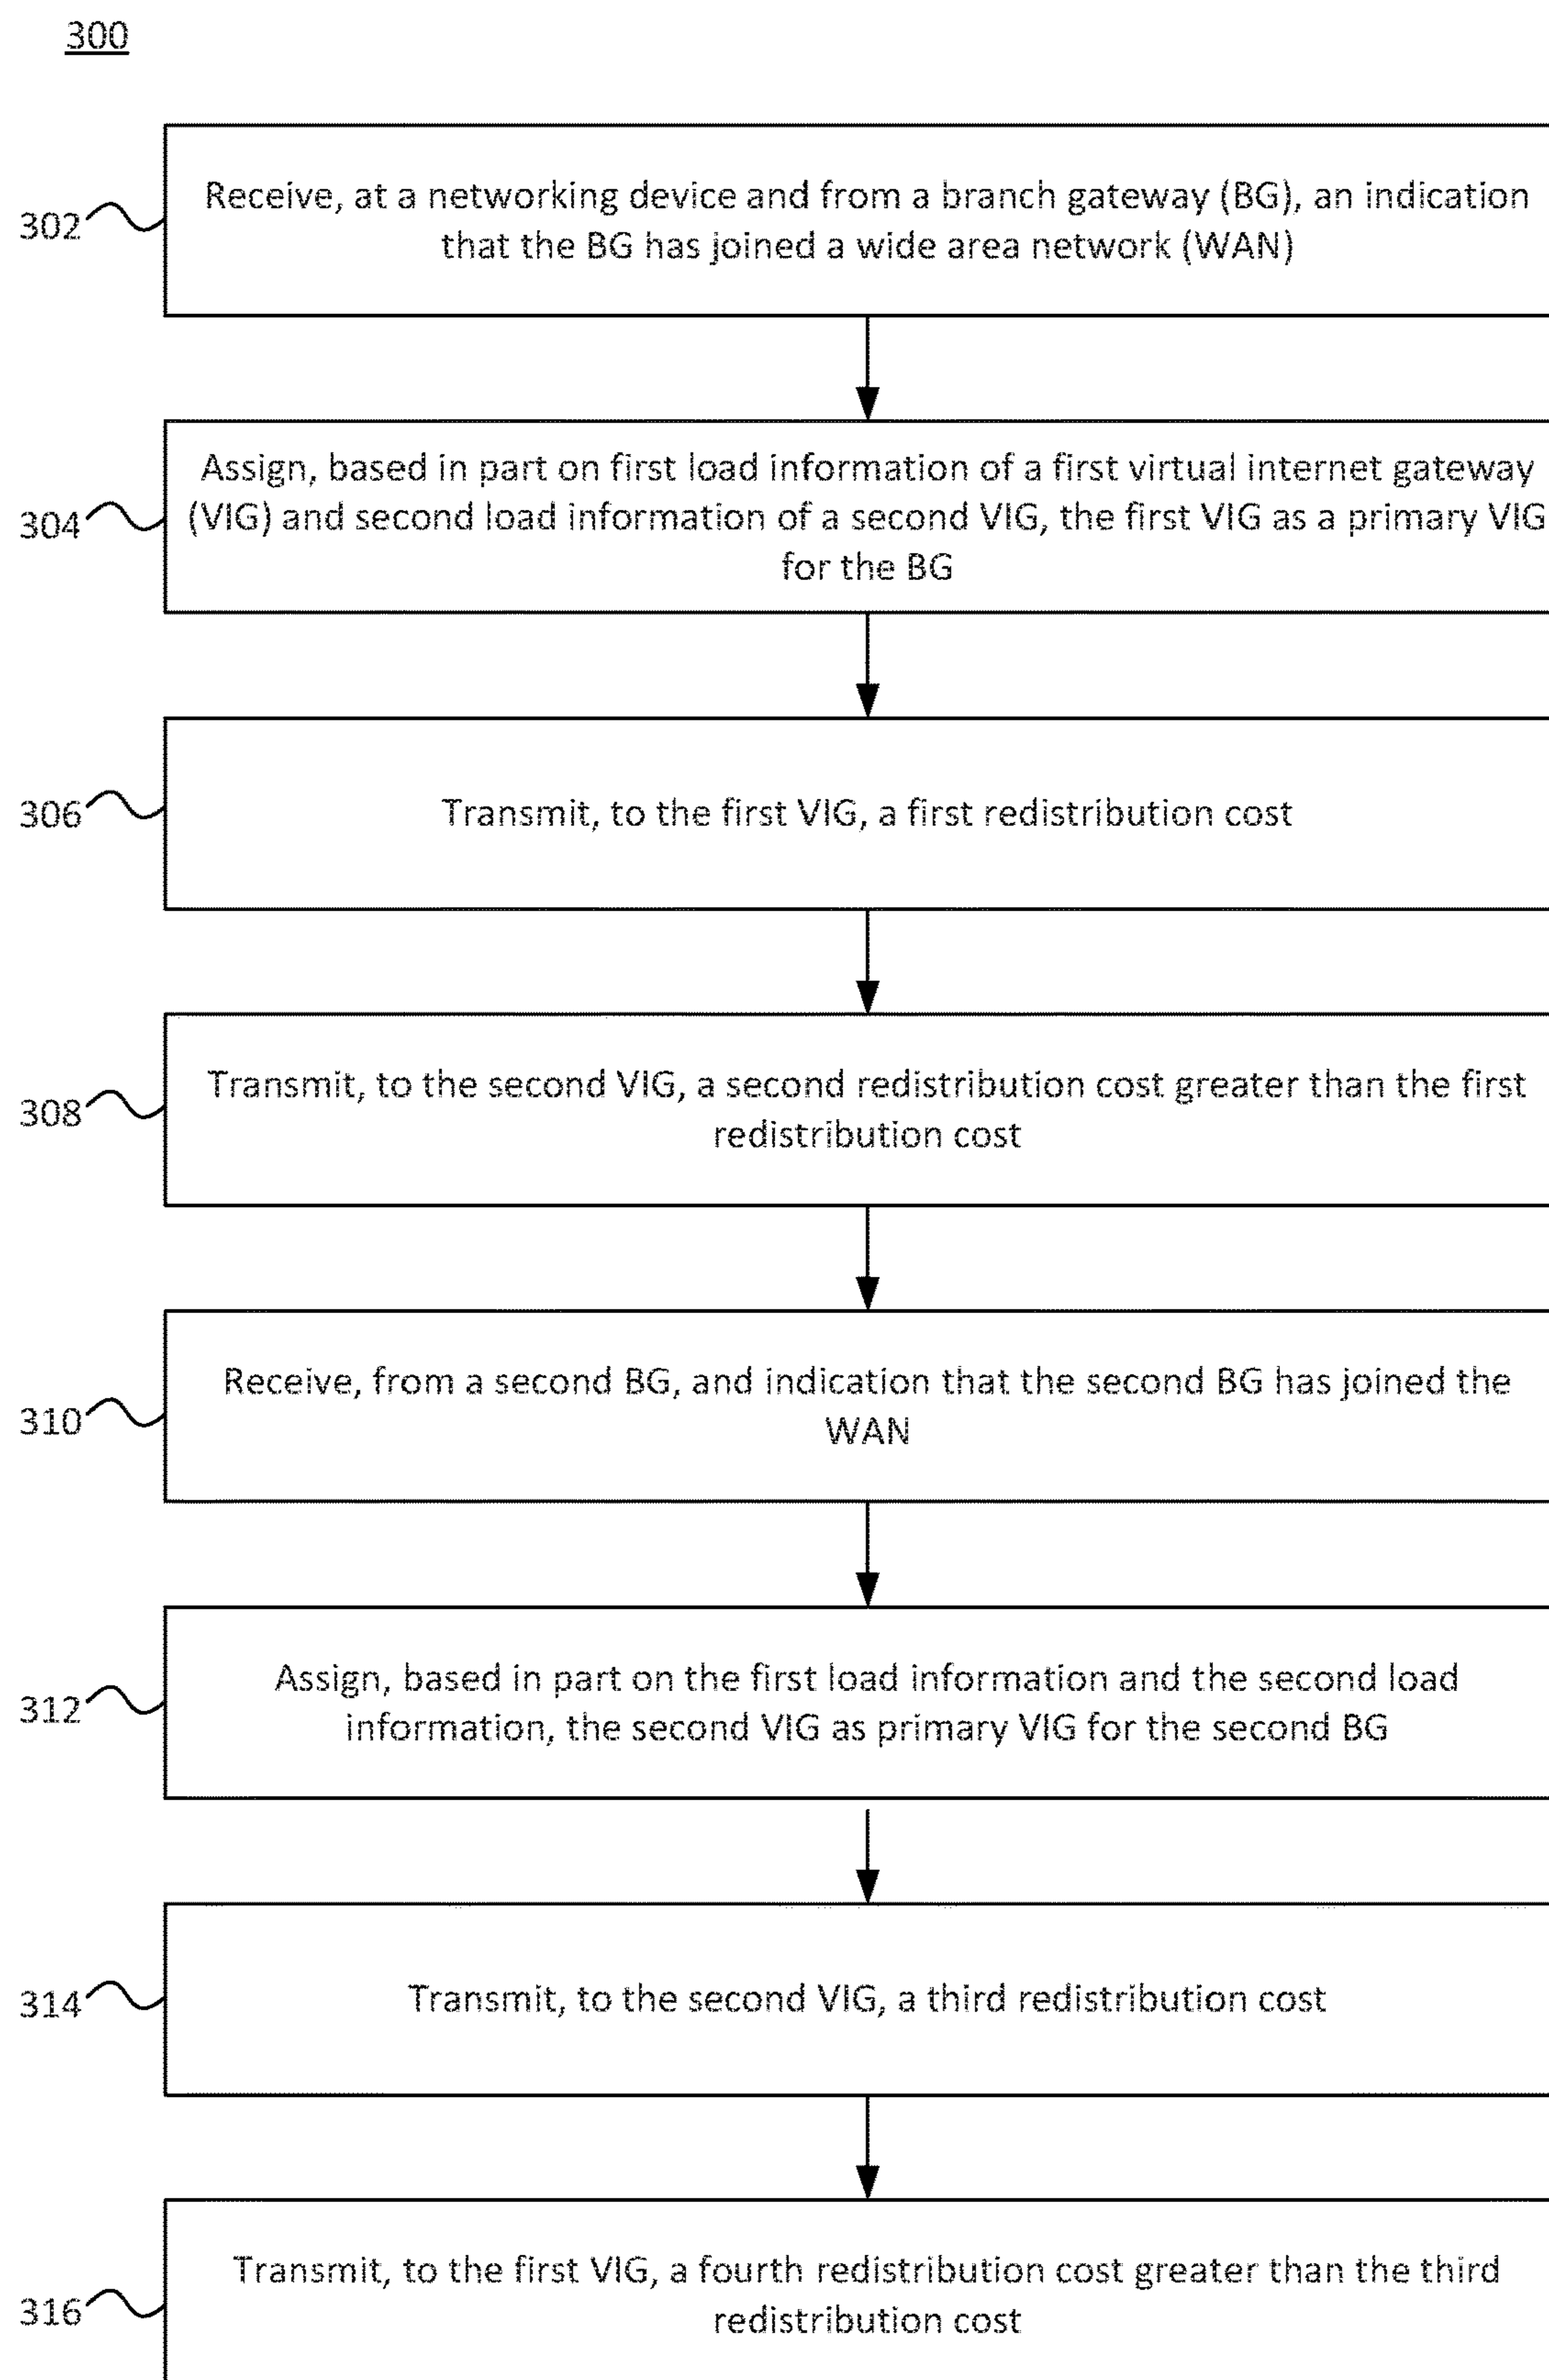 300
302
Receive, at a networking device and from a branch gateway (BG), an indication
that the BG has joined a wide area network (WAN)
304
Assign, based in part on first load information of a first virtual internet gateway
(VIG) and second load information of a second VIG, the first VIG as a primary VIG
for the BG
306
Transmit, to the first VIG, a first redistribution cost
308
Transmit, to the second VIG, a second redistribution cost greater than the first
redistribution cost
310
Receive, from a second BG, and indication that the second BG has joined the
WAN
312
Assign, based in part on the first load information and the second load
information, the second VIG as primary VIG for the second BG
314
Transmit, to the second VIG, a third redistribution cost
316
Transmit, to the first VIG, a fourth redistribution cost greater than the third
redistribution cost